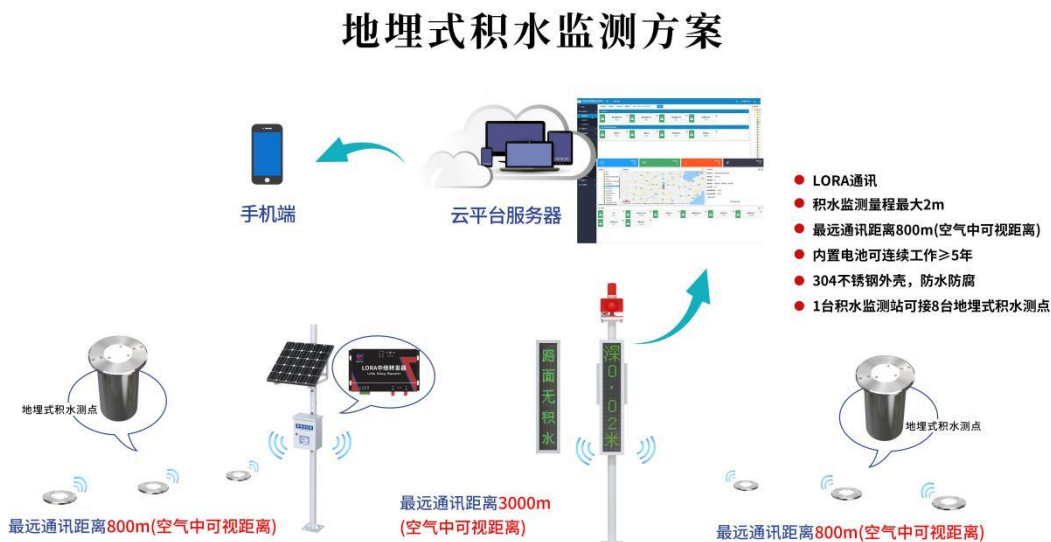 地埋式积水监测方案
手机端
云平台服务器
LORA通讯
积水监测量程最大2m
最远通讯距离800m(空气中可视距离)
内置电池可连续工作≥5年
304不锈钢外壳，防水防腐
1台积水监测站可接8台地埋式积水测点
地埋式积水测点
LORA中继转发器
LoRa Relay Repeater
路面无积水
深0.02米
地埋式积水测点
最远通讯距离800m(空气中可视距离)
最远通讯距离3000m
(空气中可视距离)
最远通讯距离800m(空气中可视距离)